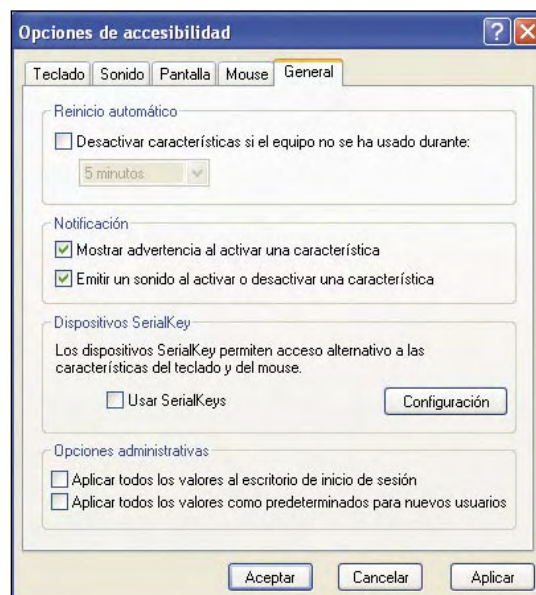 Opciones de accesibilidad
?
Teclado Sonido Pantalla Mouse General
Reinicio automático
Desactivar características si el equipo no se ha usado durante:
5 minutos
Notificación
Mostrar advertencia al activar una característica
Emitir un sonido al activar o desactivar una característica
Dispositivos SerialKey
Los dispositivos SerialKey permiten acceso alternativo a las
características del teclado y del mouse.
Usar SerialKeys Configuración
Opciones administrativas
Aplicar todos los valores al escritorio de inicio de sesión
Aplicar todos los valores como predeterminados para nuevos usuarios
Aceptar Cancelar Aplicar